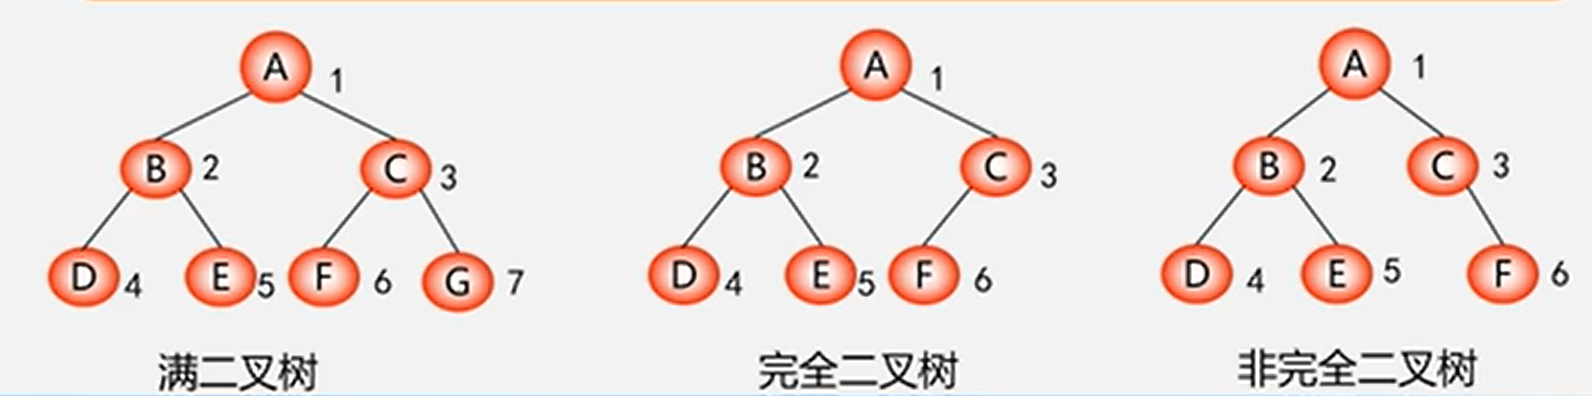 A 1 A 1 A 1
B 2 C 3 B 2 C 3 B 2 C 3
D 4 E 5 F 6 G 7 D 4 E 5 F 6 D 4 E 5 F 6
满二叉树 完全二叉树 非完全二叉树